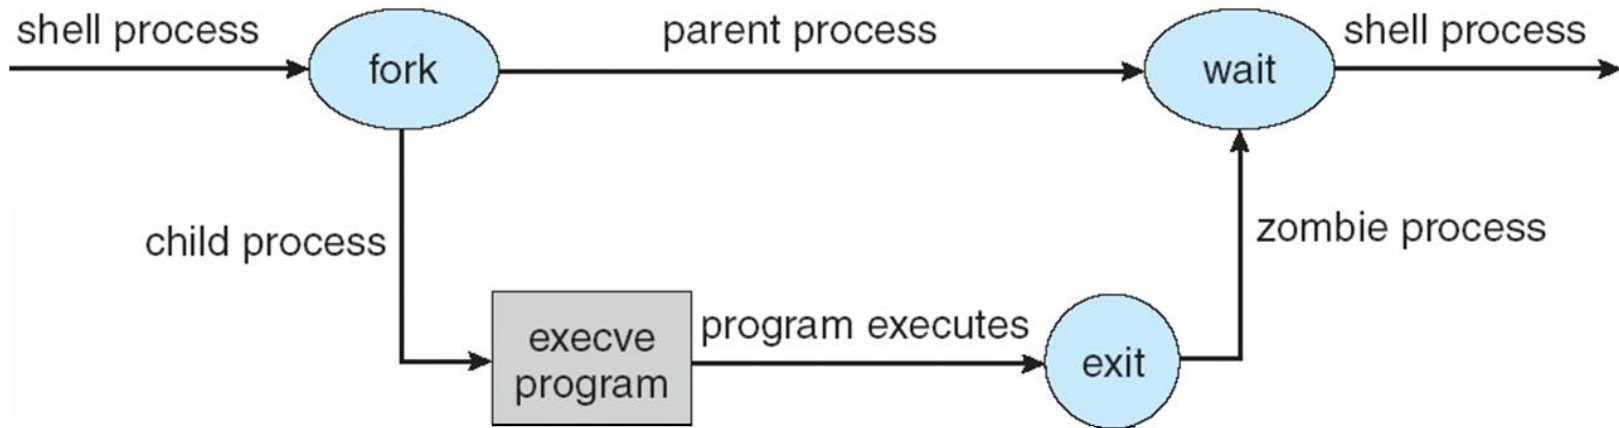 shell process
fork
parent process
wait
shell process
child process
zombie process
execve
program
program executes
exit